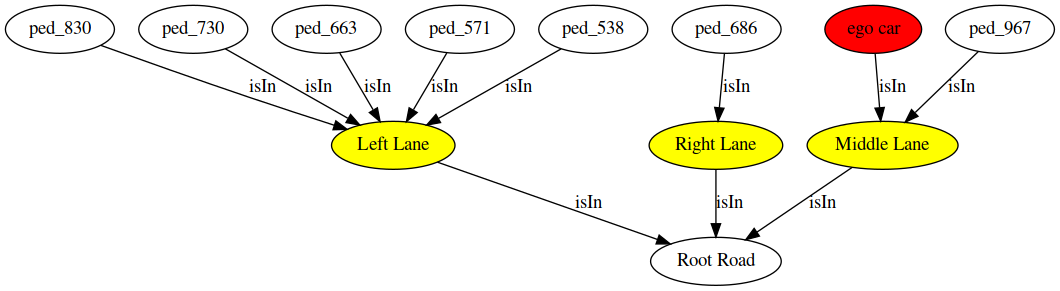 ped_830 ped_730 ped_663 ped_571 ped_538 ped_686 ego car ped_967
isIn isIn isIn isIn isIn isIn isIn isIn
Left Lane Right Lane Middle Lane
isIn isIn isIn
Root Road